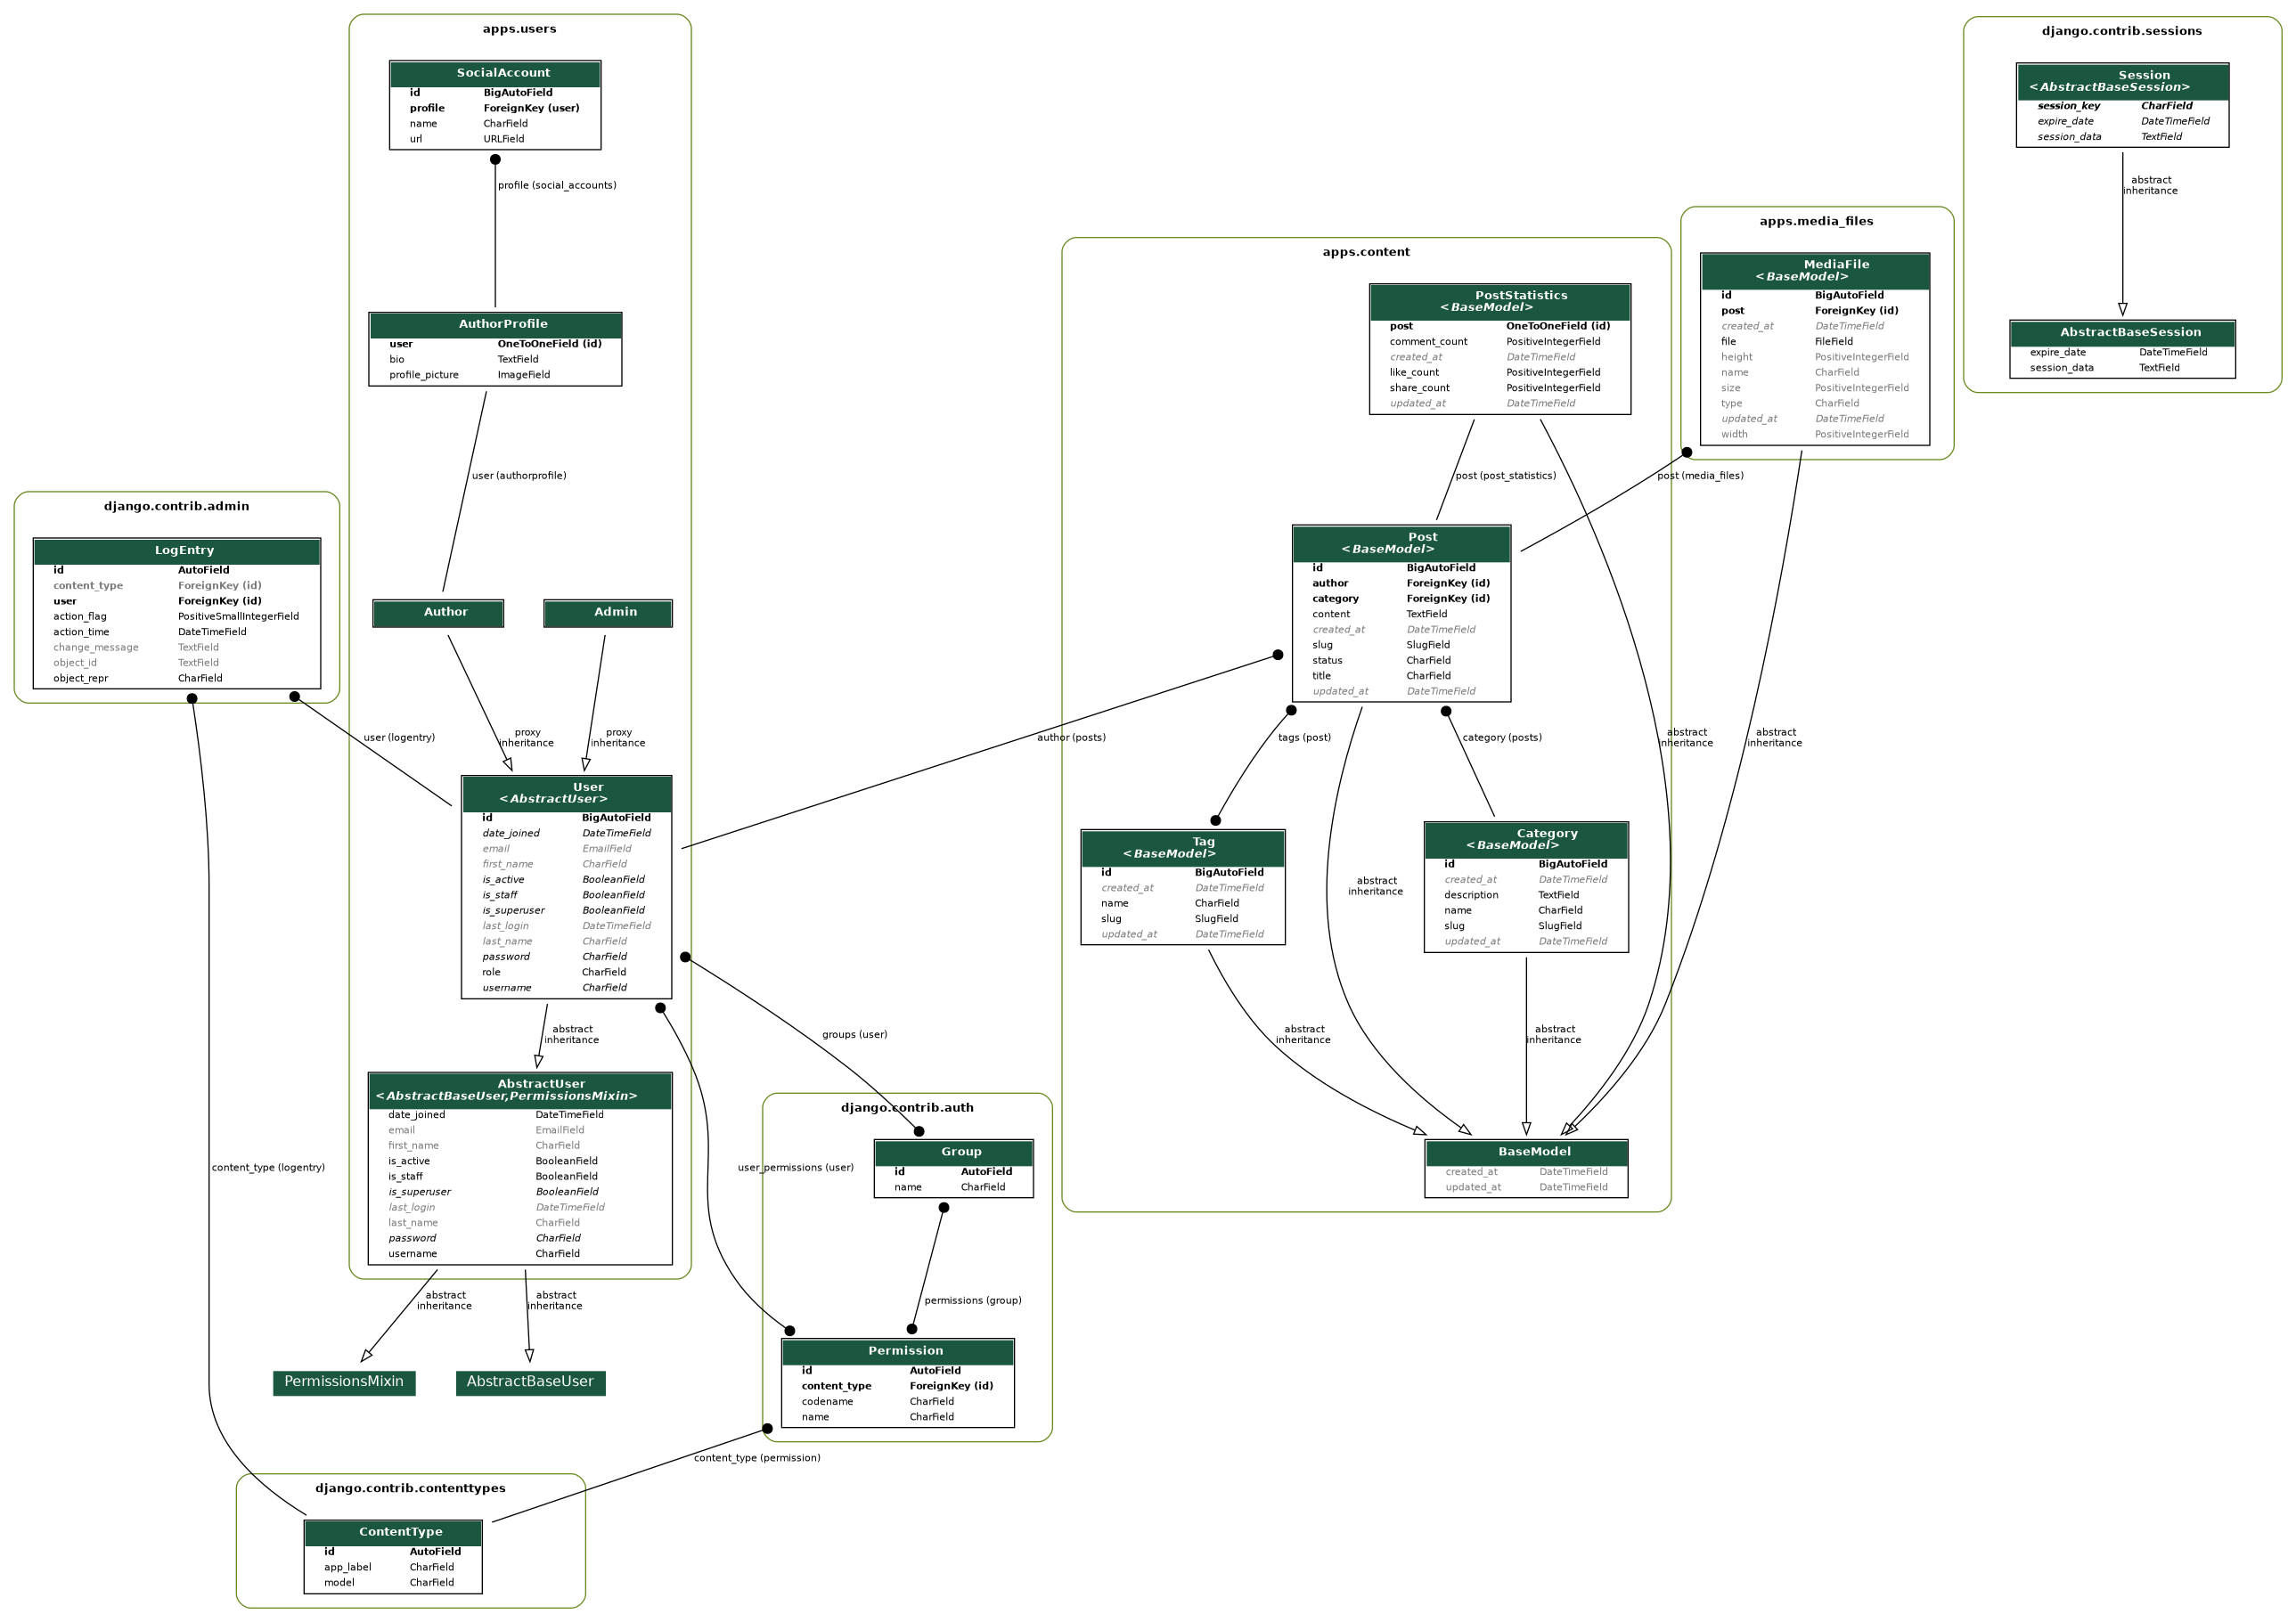 apps.users
SocialAccount
id BigAutoField
profile ForeignKey (user)
name CharField
url URLField
profile (social_accounts)
AuthorProfile
user OneToOneField (id)
bio TextField
profile_picture ImageField
user (authorprofile)
Author
Admin
proxy
inheritance
proxy
inheritance
User
<AbstractUser>
id BigAutoField
date_joined DateTimeField
email EmailField
first_name CharField
is_active BooleanField
is_staff BooleanField
is_superuser BooleanField
last_login DateTimeField
last_name CharField
password CharField
role CharField
username CharField
abstract
inheritance
AbstractUser
<AbstractBaseUser,PermissionsMixin>
date_joined DateTimeField
email EmailField
first_name CharField
is_active BooleanField
is_staff BooleanField
is_superuser BooleanField
last_login DateTimeField
last_name CharField
password CharField
username CharField
abstract
inheritance
abstract
inheritance
PermissionsMixin
AbstractBaseUser
django.contrib.admin
LogEntry
id AutoField
content_type ForeignKey (id)
user ForeignKey (id)
action_flag PositiveSmallIntegerField
action_time DateTimeField
change_message TextField
object_id TextField
object_repr CharField
user (logentry)
content_type (logentry)
django.contrib.auth
groups (user)
user_permissions (user)
Group
id AutoField
name CharField
permissions (group)
Permission
id AutoField
content_type ForeignKey (id)
codename CharField
name CharField
content_type (permission)
django.contrib.contenttypes
ContentType
id AutoField
app_label CharField
model CharField
apps.content
PostStatistics
<BaseModel>
post OneToOneField (id)
comment_count PositiveIntegerField
created_at DateTimeField
like_count PositiveIntegerField
share_count PositiveIntegerField
updated_at DateTimeField
post (post_statistics)
post (media_files)
Post
<BaseModel>
id BigAutoField
author ForeignKey (id)
category ForeignKey (id)
content TextField
created_at DateTimeField
slug SlugField
status CharField
title CharField
updated_at DateTimeField
author (posts)
tags (post)
category (posts)
abstract
inheritance
abstract
inheritance
Tag
<BaseModel>
id BigAutoField
created_at DateTimeField
name CharField
slug SlugField
updated_at DateTimeField
abstract
inheritance
Category
<BaseModel>
id BigAutoField
created_at DateTimeField
description TextField
name CharField
slug SlugField
updated_at DateTimeField
abstract
inheritance
abstract
inheritance
BaseModel
created_at DateTimeField
updated_at DateTimeField
apps.media_files
MediaFile
<BaseModel>
id BigAutoField
post ForeignKey (id)
created_at DateTimeField
file FileField
height PositiveIntegerField
name CharField
size PositiveIntegerField
type CharField
updated_at DateTimeField
width PositiveIntegerField
django.contrib.sessions
Session
<AbstractBaseSession>
session_key CharField
expire_date DateTimeField
session_data TextField
abstract
inheritance
AbstractBaseSession
expire_date DateTimeField
session_data TextField